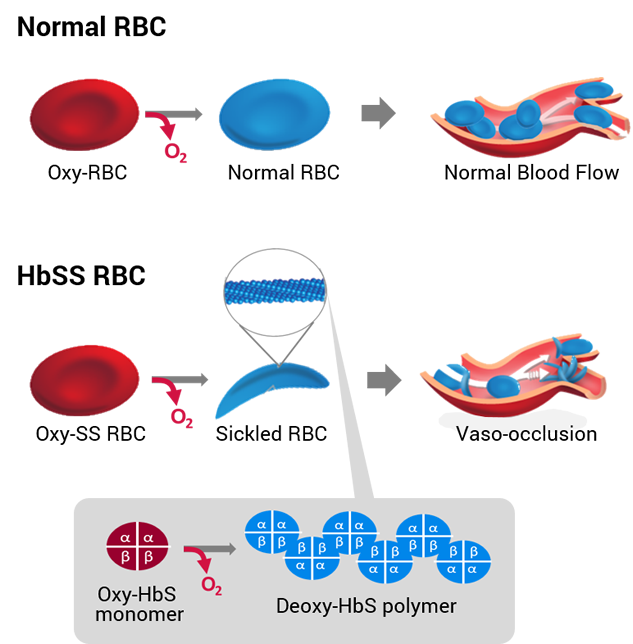 Normal RBC
O2
Oxy-RBC
Normal RBC
Normal Blood Flow
HbSS RBC
O2
Oxy-SS RBC
Sickled RBC
Vaso-occlusion
α α
β β
O2
Oxy-HbS
monomer
α α
β β
β β
α α
α α
β β
β β
α α
α α
β β
β β
α α
Deoxy-HbS polymer